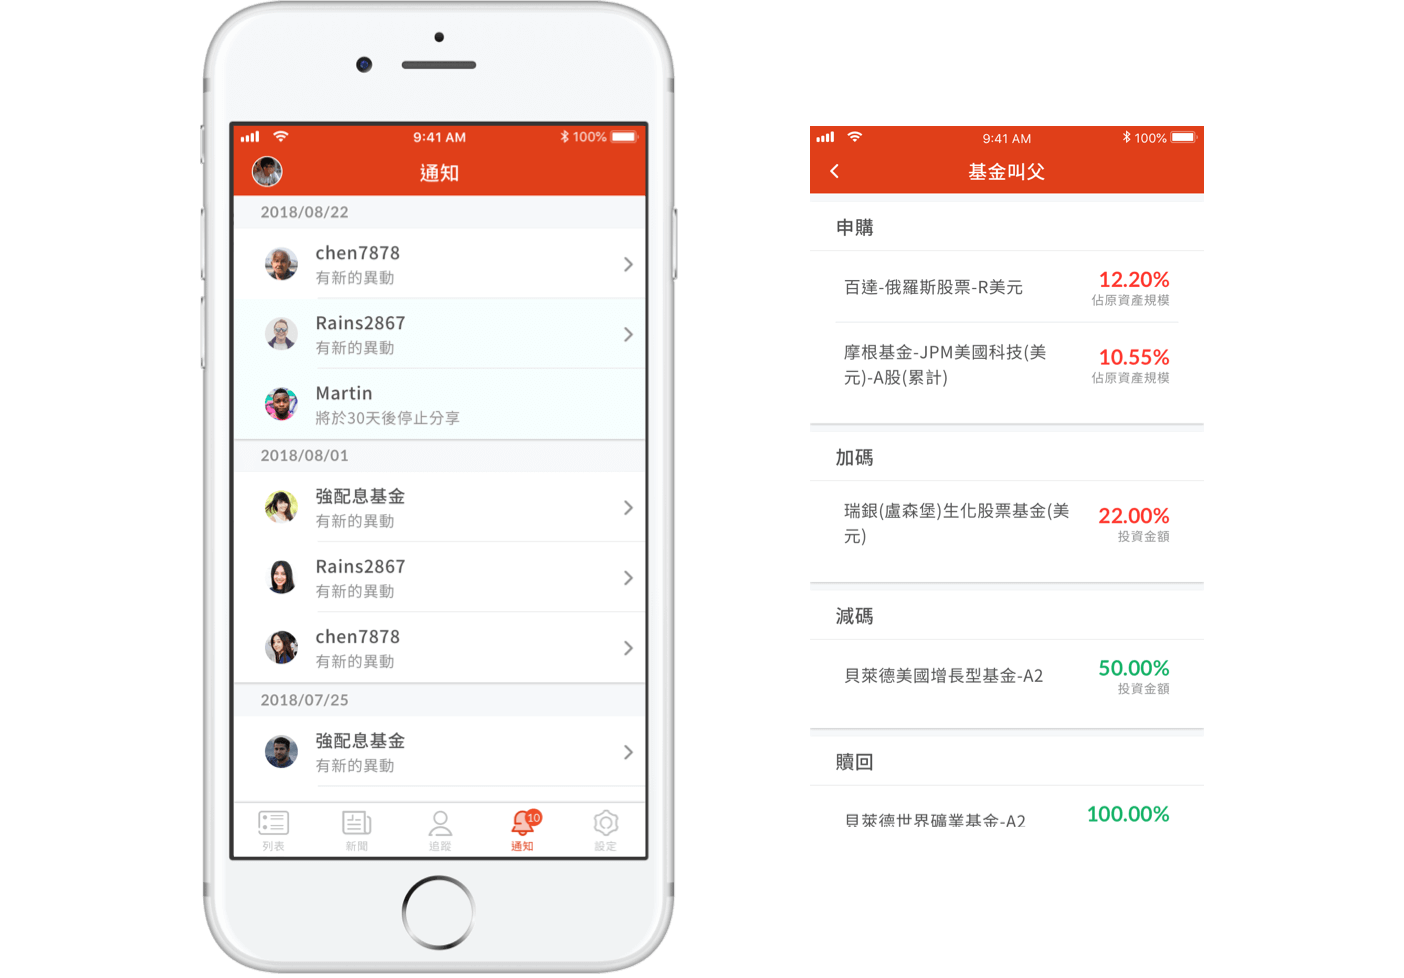 9:41 AM
100%
通知
2018/08/22
chen7878
有新的異動
Rains2867
有新的異動
Martin
將於30天後停止分享
2018/08/01
強配息基金
有新的異動
Rains2867
有新的異動
chen7878
有新的異動
2018/07/25
強配息基金
有新的異動
10
列表
新聞
追蹤
通知
設定
9:41 AM
100%
基金叫父
申購
百達-俄羅斯股票-R美元
12.20%
佔原資產規模
摩根基金-JPM美國科技(美
元)-A股(累計)
10.55%
佔原資產規模
加碼
瑞銀(盧森堡)生化股票基金(美
元)
22.00%
投資金額
減碼
貝萊德美國增長型基金-A2
50.00%
投資金額
贖回
貝萊德世界礦業基金-A2
100.00%